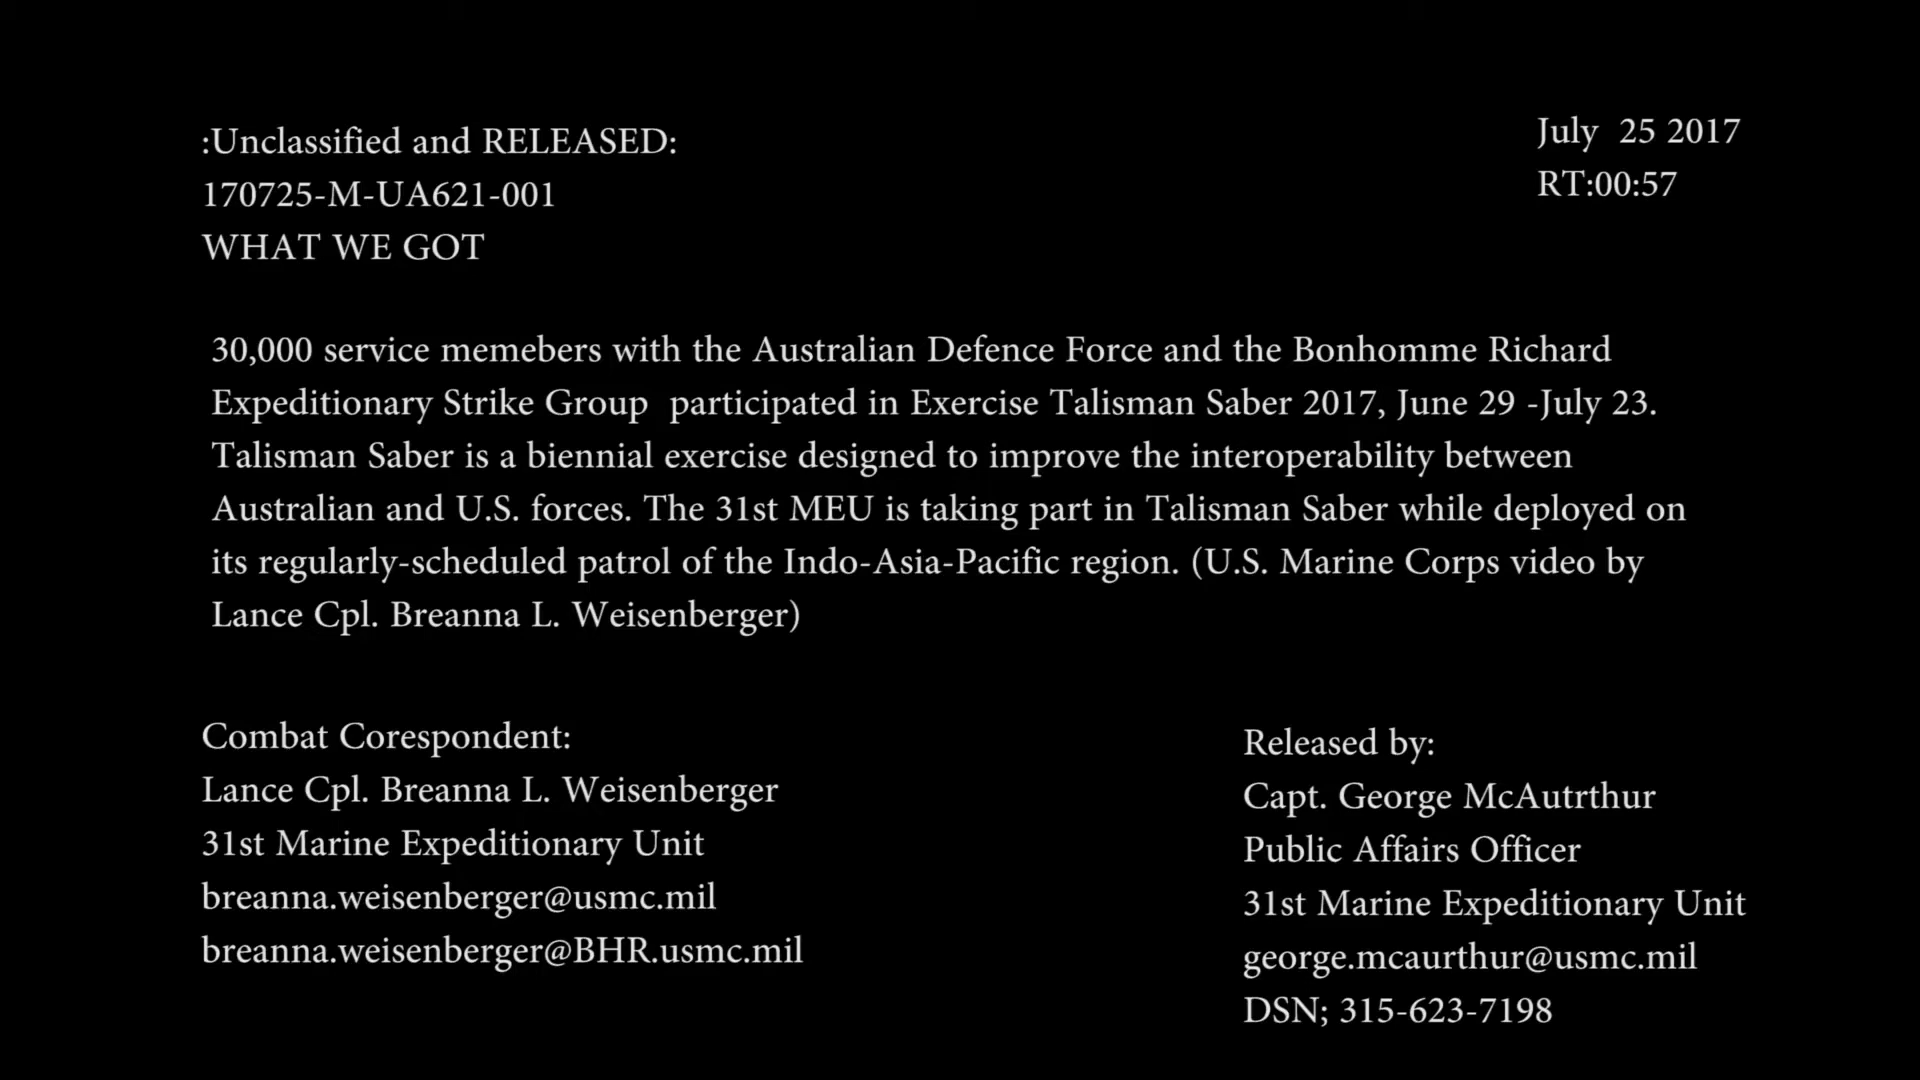 :Unclassified and RELEASED:
170725-M-UA621-001
WHAT WE GOT
July  25 2017
RT:00:57
30,000 service memebers with the Australian Defence Force and the Bonhomme Richard
Expeditionary Strike Group  participated in Exercise Talisman Saber 2017, June 29 -July 23.
Talisman Saber is a biennial exercise designed to improve the interoperability between
Australian and U.S. forces. The 31st MEU is taking part in Talisman Saber while deployed on
its regularly-scheduled patrol of the Indo-Asia-Pacific region. (U.S. Marine Corps video by
Lance Cpl. Breanna L. Weisenberger)
Combat Corespondent:
Lance Cpl. Breanna L. Weisenberger
31st Marine Expeditionary Unit
breanna.weisenberger@usmc.mil
breanna.weisenberger@BHR.usmc.mil
Released by:
Capt. George McAutrthur
Public Affairs Officer
31st Marine Expeditionary Unit
george.mcaurthur@usmc.mil
DSN; 315-623-7198